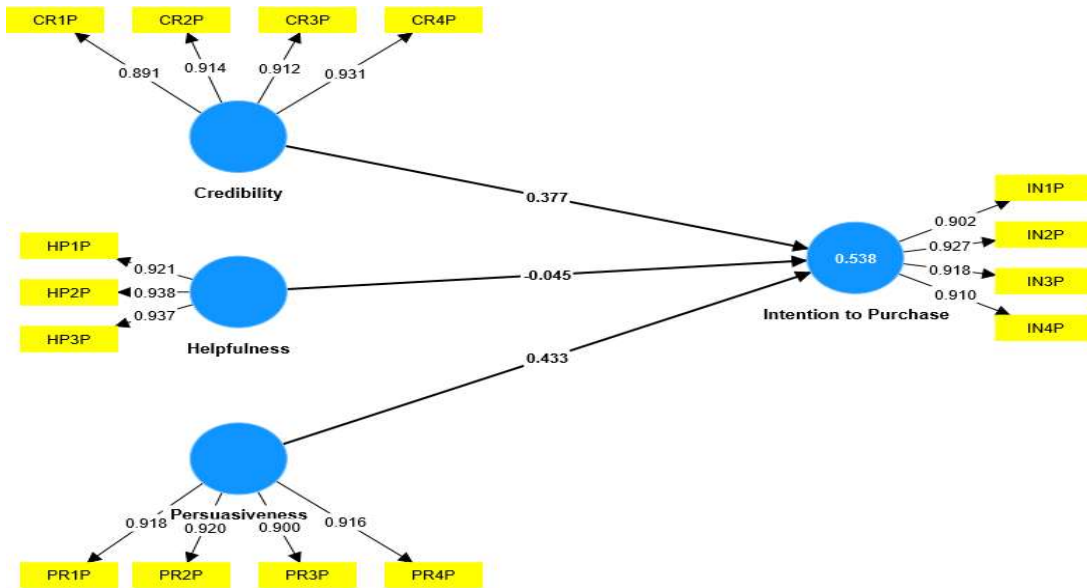 CR1P CR2P CR3P CR4P
0.891 0.914 0.912 0.931
Credibility
0.377
HP1P
HP2P
HP3P
0.921
0.938
0.937
Helpfulness
-0.045
0.433
IN1P
IN2P
IN3P
IN4P
0.902
0.927
0.918
0.910
0.538
Intention to Purchase
Persuasiveness
0.918 0.920 0.900 0.916
PR1P PR2P PR3P PR4P